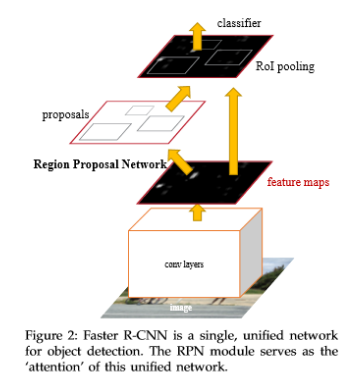 classifier
RoI pooling
proposals
Region Proposal Network
feature maps
conv layers
image
Figure 2: Faster R-CNN is a single, unified network
for object detection. The RPN module serves as the
‘attention’ of this unified network.